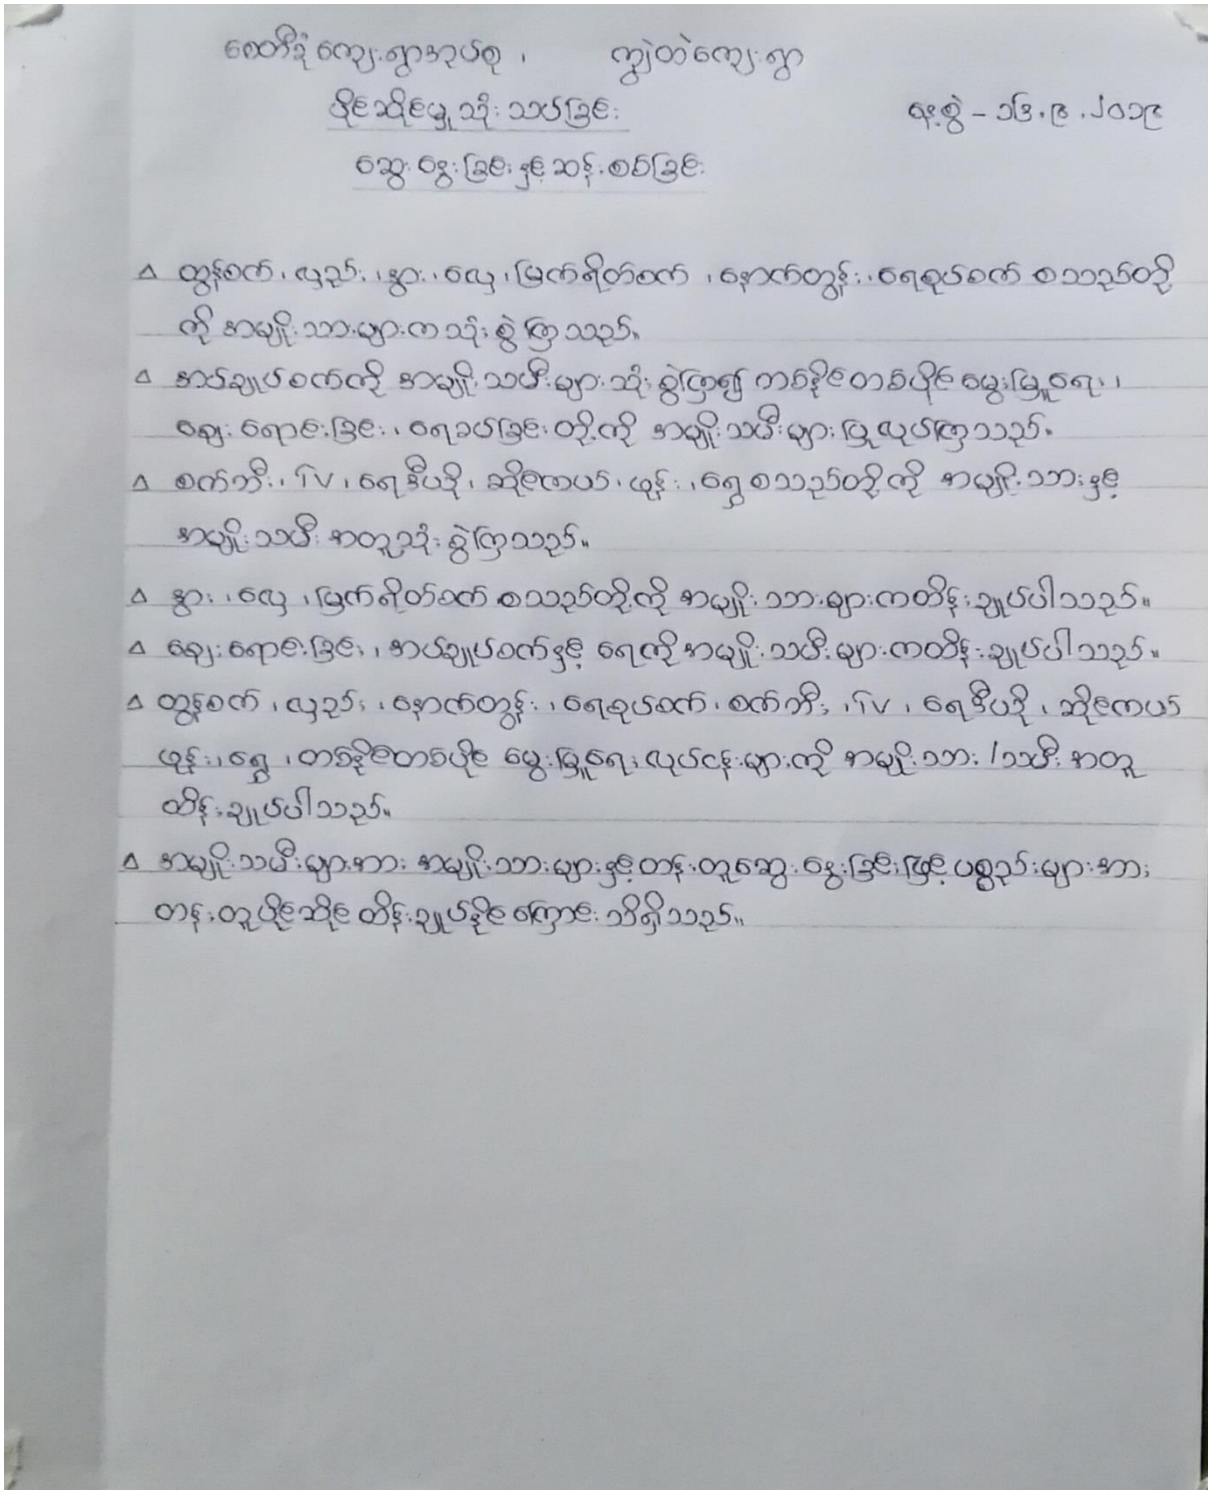 စေတီဒုံကျေးရွာအုပ်စု ၊ ကျွဲတဲကျေးရွာ
ပိုင်ဆိုင်မှု သုံးသပ်ခြင်း ရက်စွဲ - ၁၆.၉.၂၀၁၉
ဆွေးနွေးခြင်းနှင့် ဆန်းစစ်ခြင်း
△ ထွန်စက်၊ လှည်း၊ နွား၊ လှေ၊ မြက်ရိတ်စက်၊ နောက်တွန်း၊ ရေစုပ်စက် စသည်တို့
ကို အမျိုးသားများက သုံးစွဲကြသည်။
△ အပ်ချုပ်စက်ကို အမျိုးသမီးများ သုံးစွဲကြ၍ တစ်နိုင်တစ်ပိုင် မွေးမြူရေး၊
ဈေးရောင်းခြင်း၊ ရေခပ်ခြင်းတို့ကို အမျိုးသမီးများ ပြုလုပ်ကြသည်။
△ စက်ဘီး၊ TV၊ ရေဒီယို၊ ဆိုင်ကယ်၊ ဖုန်း၊ ရွှေ စသည်တို့ကို အမျိုးသားနှင့်
အမျိုးသမီး အတူသုံးစွဲကြသည်။
△ နွား၊ လှေ၊ မြက်ရိတ်စက် စသည်တို့ကို အမျိုးသားများက ထိန်းချုပ်ပါသည်။
△ ဈေးရောင်းခြင်း၊ အပ်ချုပ်စက်နှင့် ရေကို အမျိုးသမီးများက ထိန်းချုပ်ပါသည်။
△ ထွန်စက်၊ လှည်း၊ နောက်တွန်း၊ ရေစုပ်စက်၊ စက်ဘီး၊ TV၊ ရေဒီယို၊ ဆိုင်ကယ်
ဖုန်း၊ ရွှေ၊ တစ်နိုင်တစ်ပိုင် မွေးမြူရေး လုပ်ငန်းများကို အမျိုးသား/သမီး အတူ
ထိန်းချုပ်ပါသည်။
△ အမျိုးသမီးများအား အမျိုးသားများနှင့် တန်းတူဆွေးနွေးခြင်းဖြင့် ပစ္စည်းများအား
တန်းတူပိုင်ဆိုင် ထိန်းချုပ်နိုင်ကြောင်း သိရှိသည်။